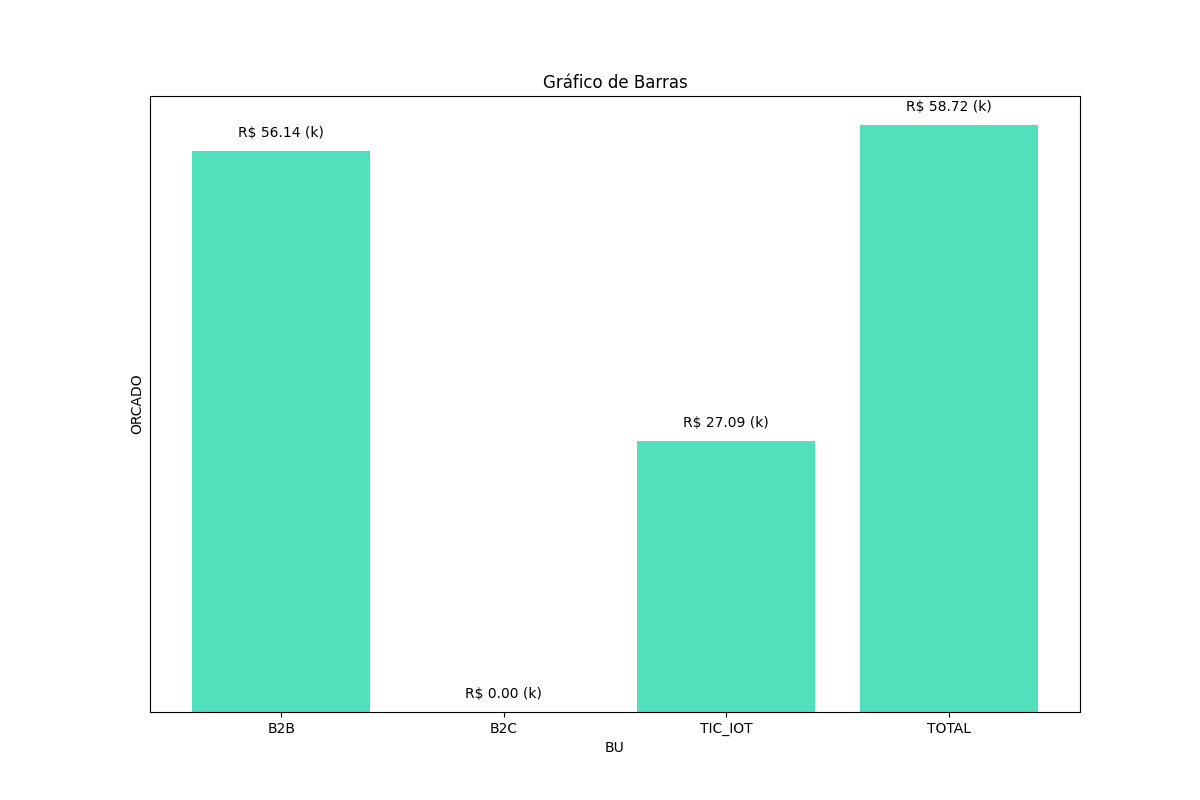 Gráfico de Barras
R$ 58.72 (k)
R$ 56.14 (k)
R$ 27.09 (k)
R$ 0.00 (k)
ORCADO
B2B
B2C
TIC_IOT
TOTAL
BU